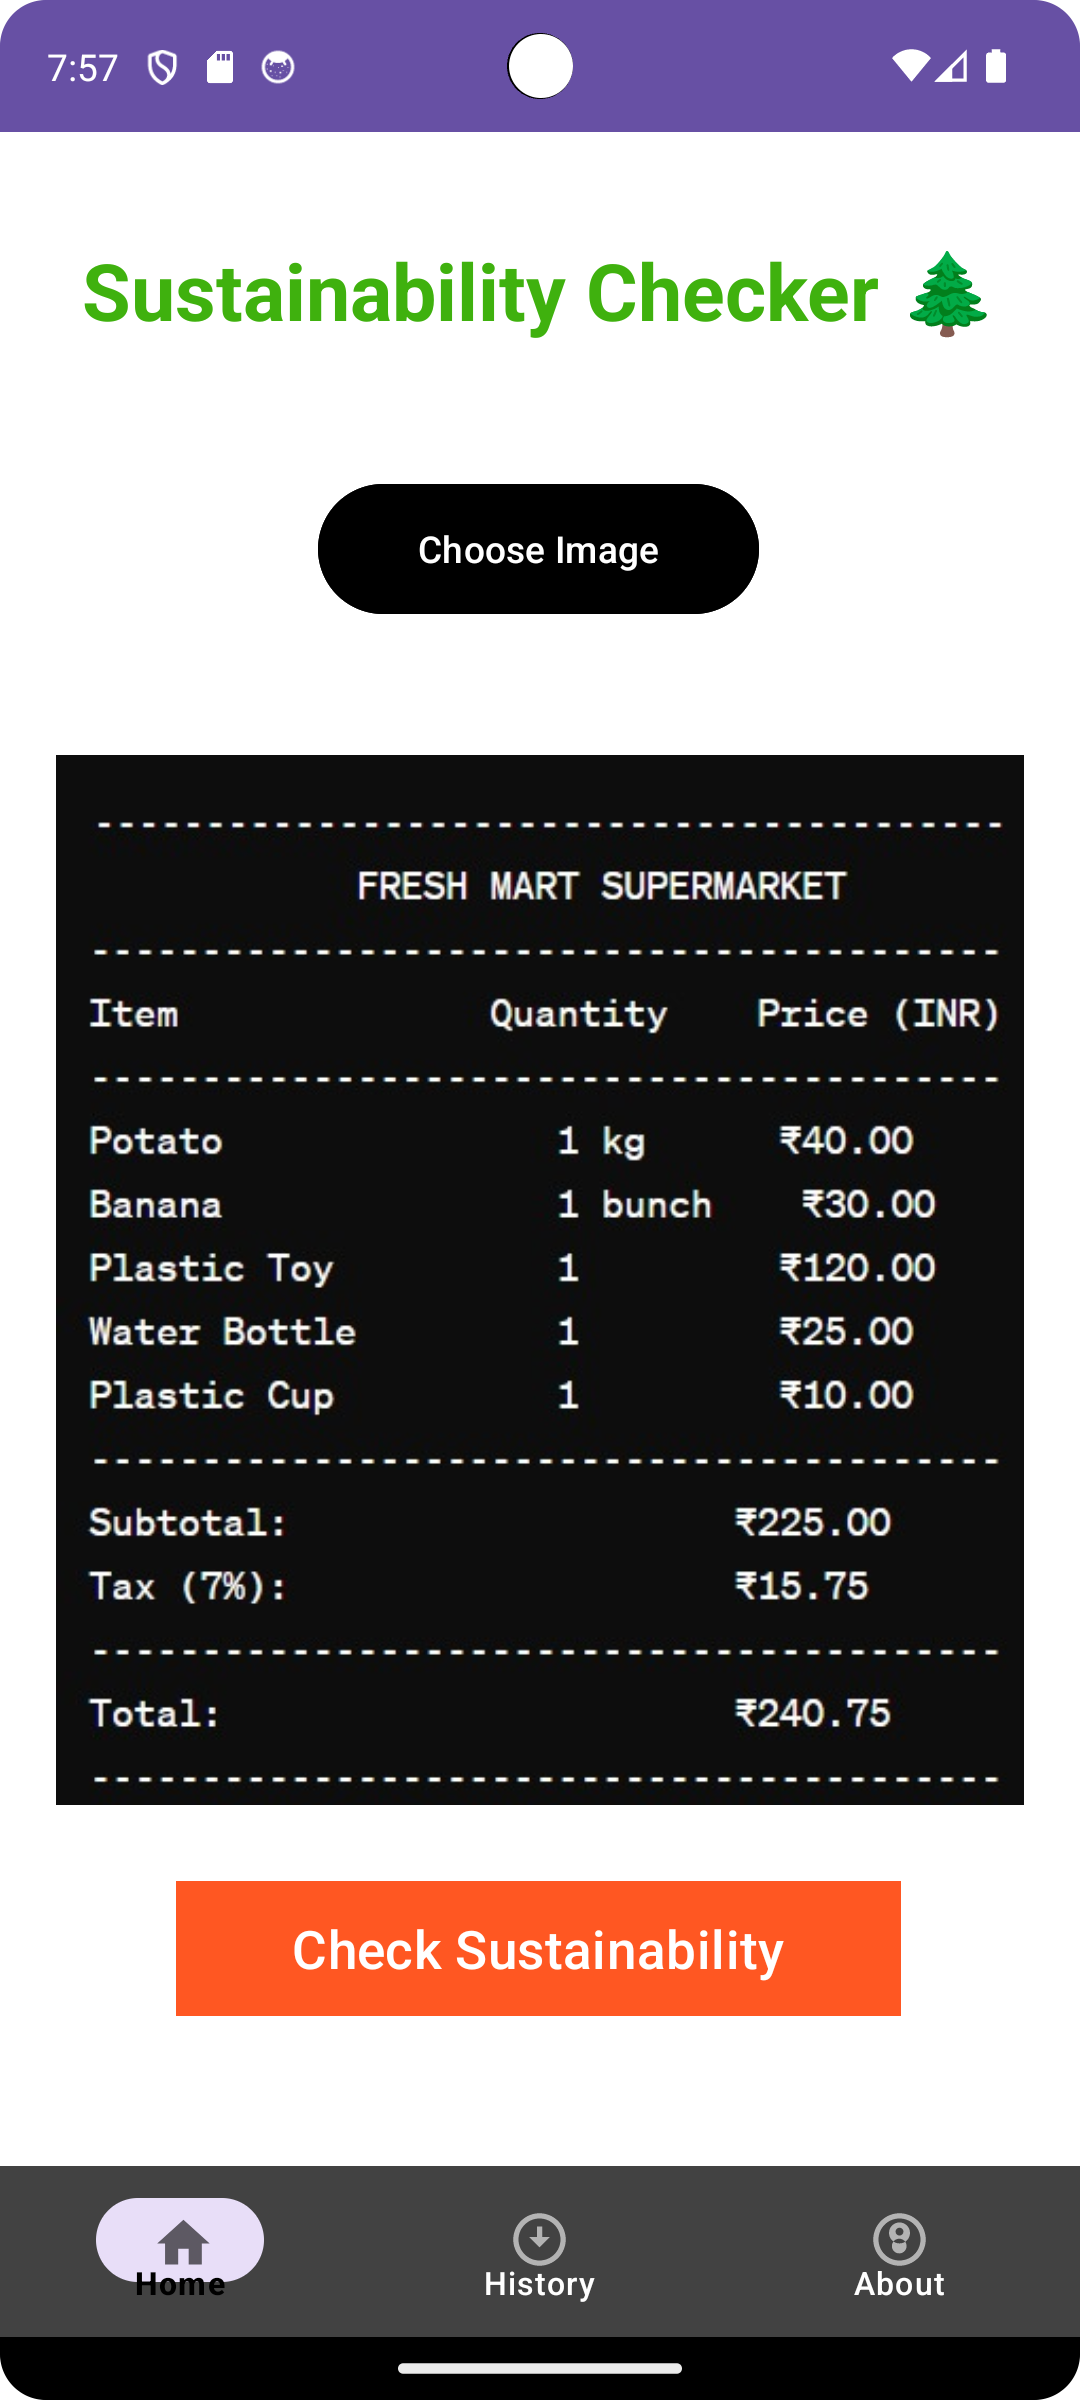 7:57
Sustainability Checker 🌲
Choose Image
-----------------------------------------
FRESH MART SUPERMARKET
-----------------------------------------
Item Quantity Price (INR)
-----------------------------------------
Potato 1 kg ₹40.00
Banana 1 bunch ₹30.00
Plastic Toy 1 ₹120.00
Water Bottle 1 ₹25.00
Plastic Cup 1 ₹10.00
-----------------------------------------
Subtotal: ₹225.00
Tax (7%): ₹15.75
-----------------------------------------
Total: ₹240.75
-----------------------------------------
Check Sustainability
Home History About